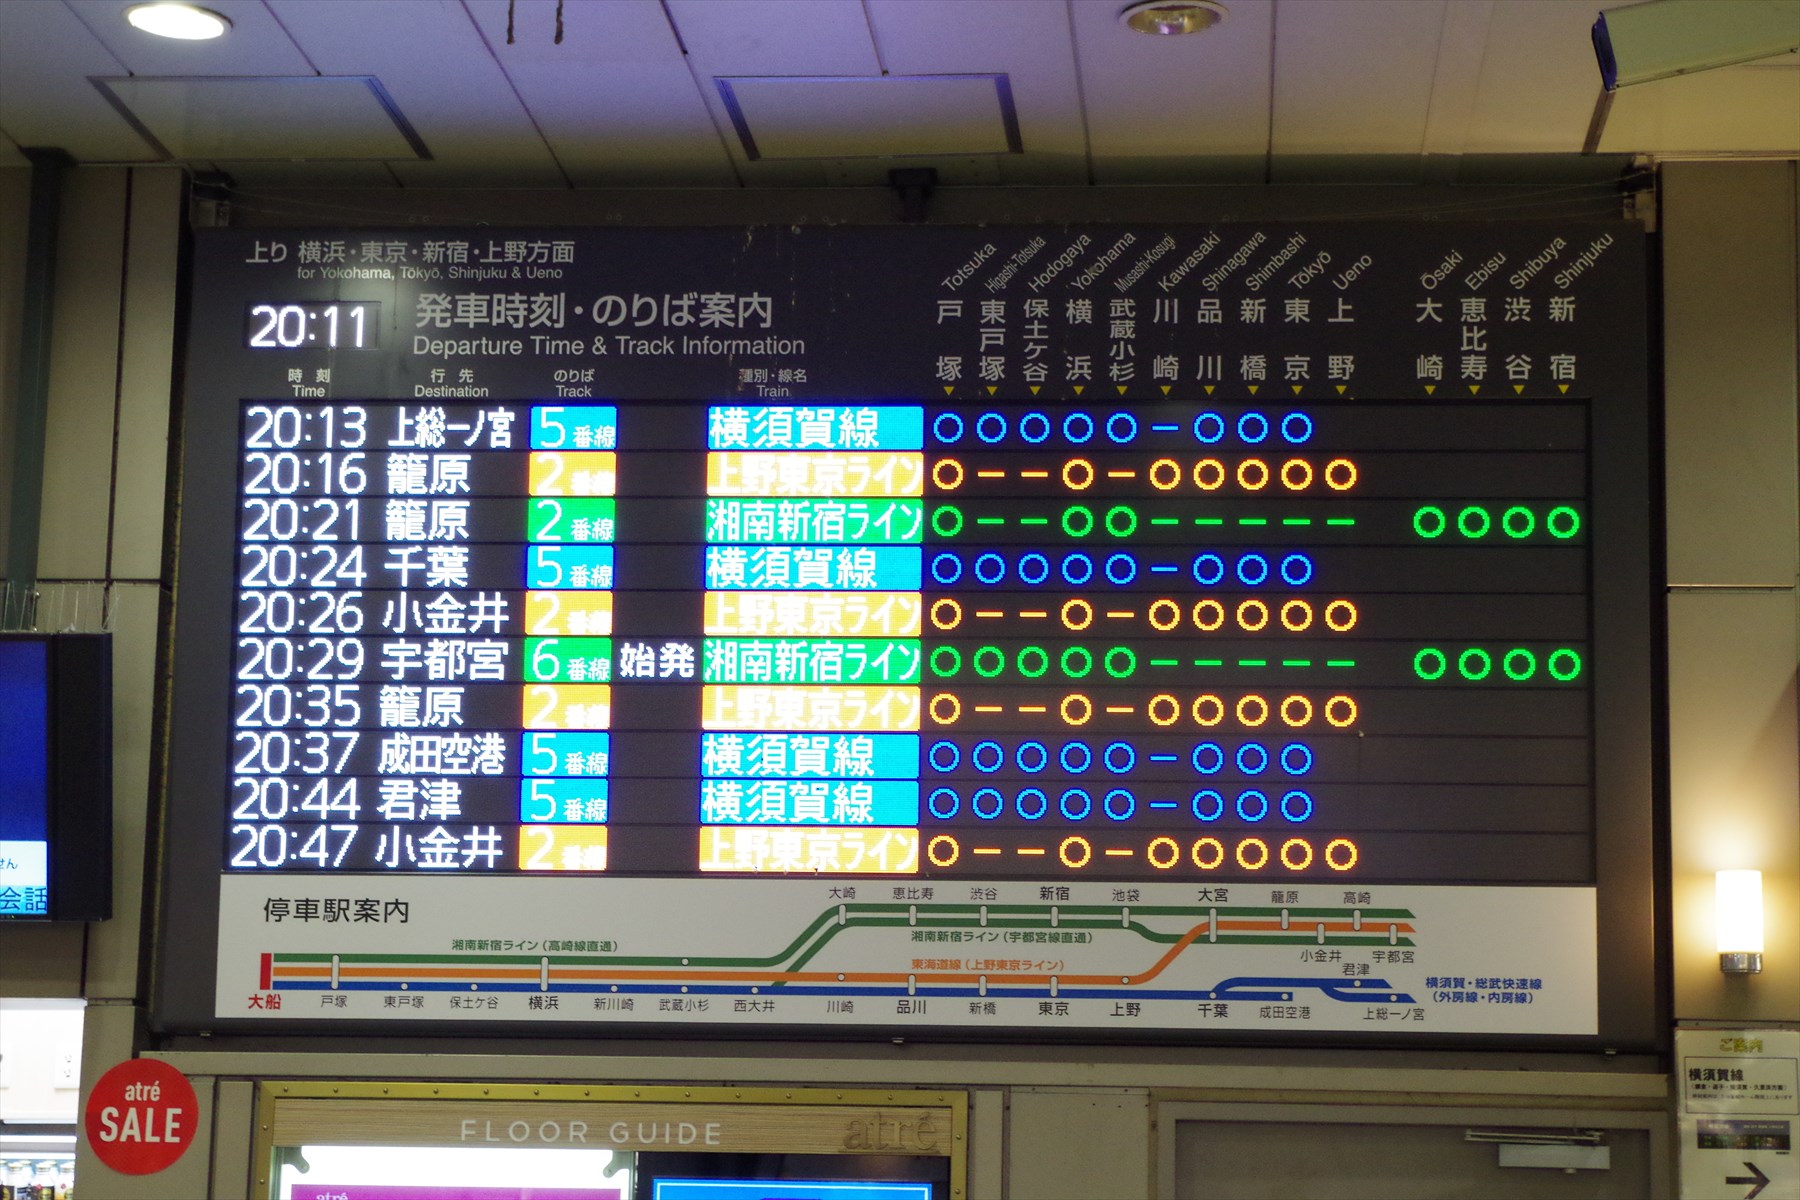 上り 横浜・東京・新宿・上野方面
for Yokohama, Tōkyō, Shinjuku & Ueno
20:11
発車時刻・のりば案内
Departure Time & Track Information
Totsuka Higashi-Totsuka Hodogaya Yokohama Musashi-Kosugi Kawasaki Shinagawa Shimbashi Tōkyō Ueno Ōsaki Ebisu Shibuya Shinjuku
戸塚 東戸塚 保土ケ谷 横浜 武蔵小杉 川崎 品川 新橋 東京 上野 大崎 恵比寿 渋谷 新宿
時刻 行先 のりば 種別・線名
Time Destination Track Train
20:13 上総一ノ宮 5番線 横須賀線 ○○○○○–○○○
20:16 籠原 2番線 上野東京ライン ○––○–○○○○○
20:21 籠原 2番線 湘南新宿ライン ○––○○––––– ○○○○
20:24 千葉 5番線 横須賀線 ○○○○○–○○○
20:26 小金井 2番線 上野東京ライン ○––○–○○○○○
20:29 宇都宮 6番線 始発 湘南新宿ライン ○○○○○––––– ○○○○
20:35 籠原 2番線 上野東京ライン ○––○–○○○○○
20:37 成田空港 5番線 横須賀線 ○○○○○–○○○
20:44 君津 5番線 横須賀線 ○○○○○–○○○
20:47 小金井 2番線 上野東京ライン ○––○–○○○○○
停車駅案内
大崎 恵比寿 渋谷 新宿 池袋 大宮 籠原 高崎
湘南新宿ライン（高崎線直通）
湘南新宿ライン（宇都宮線直通）
小金井 宇都宮
東海道線（上野東京ライン）
君津
横須賀・総武快速線
（外房線・内房線）
大船 戸塚 東戸塚 保土ケ谷 横浜 新川崎 武蔵小杉 西大井 川崎 品川 新橋 東京 上野 千葉 成田空港 上総一ノ宮
せん
会話
atré
SALE
FLOOR GUIDE
atré
atré
ご案内
横須賀線